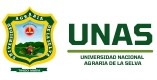 UNAS
UNIVERSIDAD NACIONAL
AGRARIA DE LA SELVA